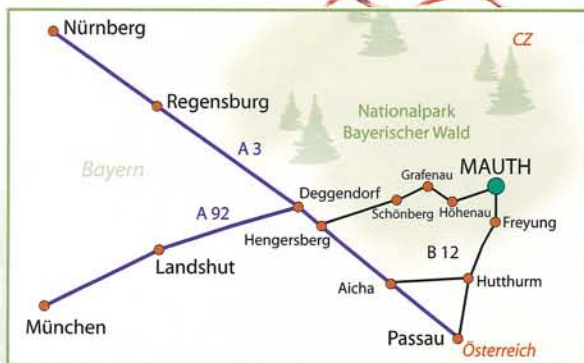 Nürnberg
CZ
Regensburg
Nationalpark
Bayerischer Wald
A 3
MAUTH
Bayern
Grafenau
Deggendorf
Schönberg
Höhenau
A 92
Freyung
Hengersberg
B 12
Landshut
Aicha
Hutthurm
München
Passau
Österreich